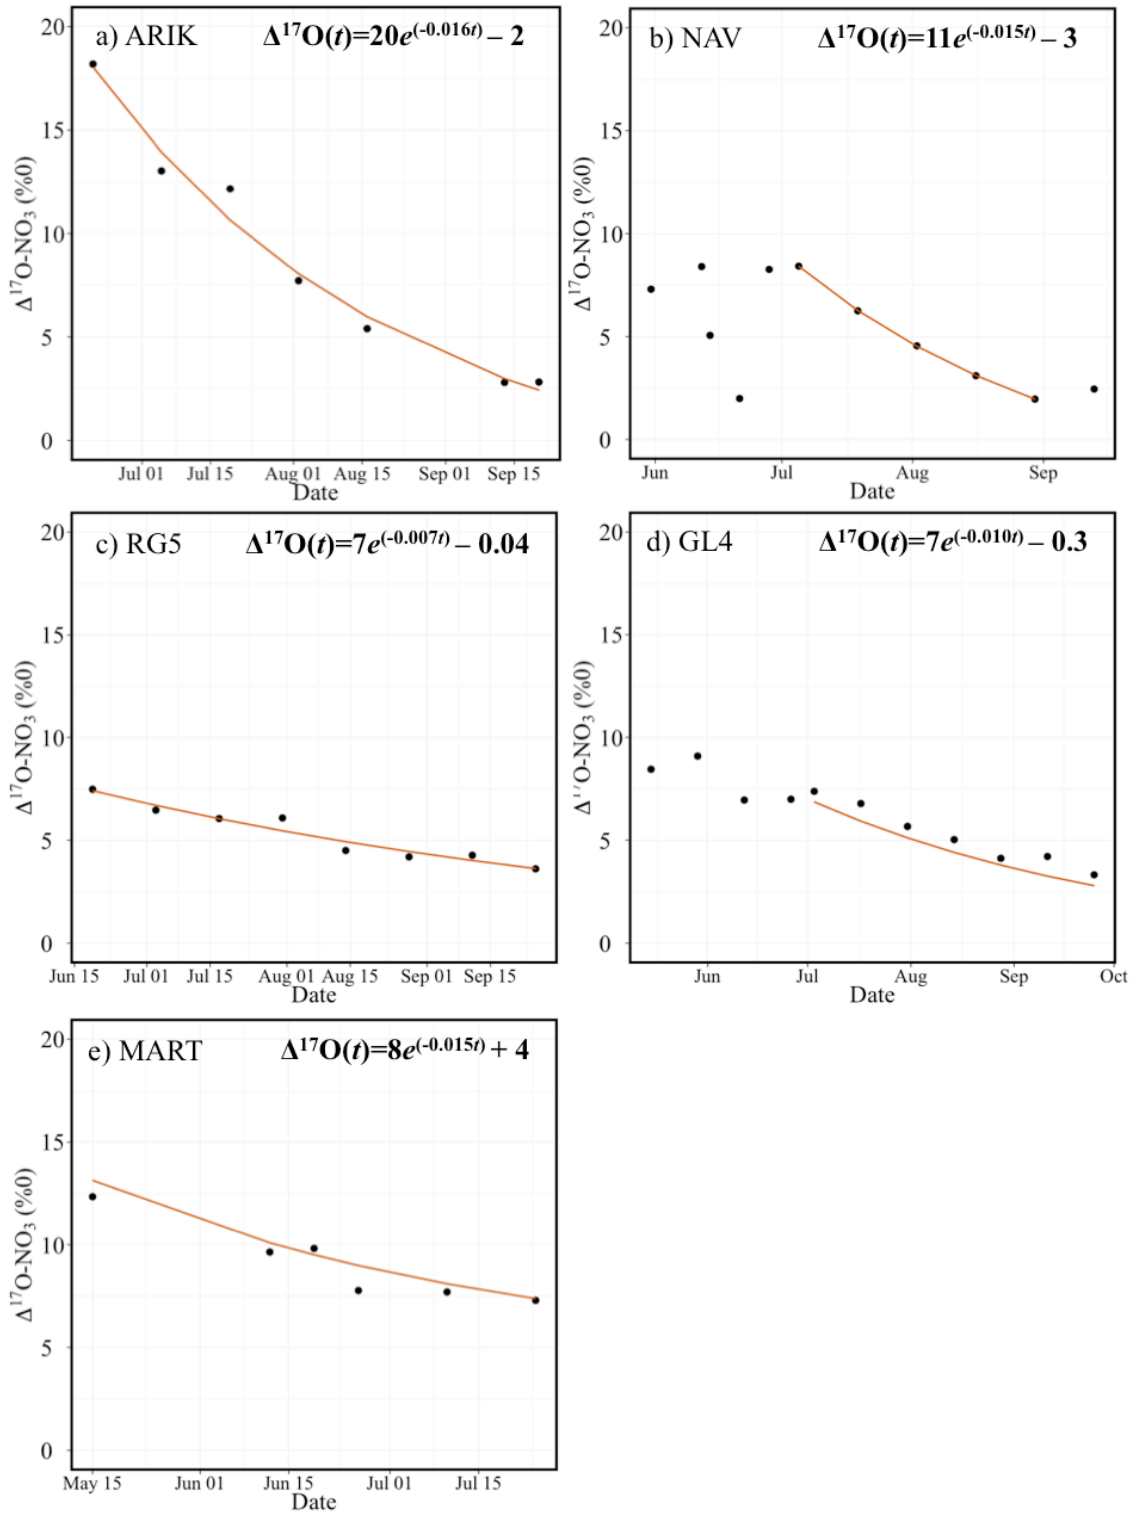 a) ARIK Δ¹⁷O(t)=20e^(-0.016t) – 2
20
15
10
5
0
Δ¹⁷O-NO₃ (%0)
Jul 01 Jul 15 Aug 01 Aug 15 Sep 01 Sep 15
Date
b) NAV Δ¹⁷O(t)=11e^(-0.015t) – 3
20
15
10
5
0
Δ¹⁷O-NO₃ (%0)
Jun Jul Aug Sep
Date
c) RG5 Δ¹⁷O(t)=7e^(-0.007t) – 0.04
20
15
10
5
0
Δ¹⁷O-NO₃ (%0)
Jun 15 Jul 01 Jul 15 Aug 01 Aug 15 Sep 01 Sep 15
Date
d) GL4 Δ¹⁷O(t)=7e^(-0.010t) – 0.3
20
15
10
5
0
Δ¹⁷O-NO₃ (%0)
Jun Jul Aug Sep Oct
Date
e) MART Δ¹⁷O(t)=8e^(-0.015t) + 4
20
15
10
5
0
Δ¹⁷O-NO₃ (%0)
May 15 Jun 01 Jun 15 Jul 01 Jul 15
Date